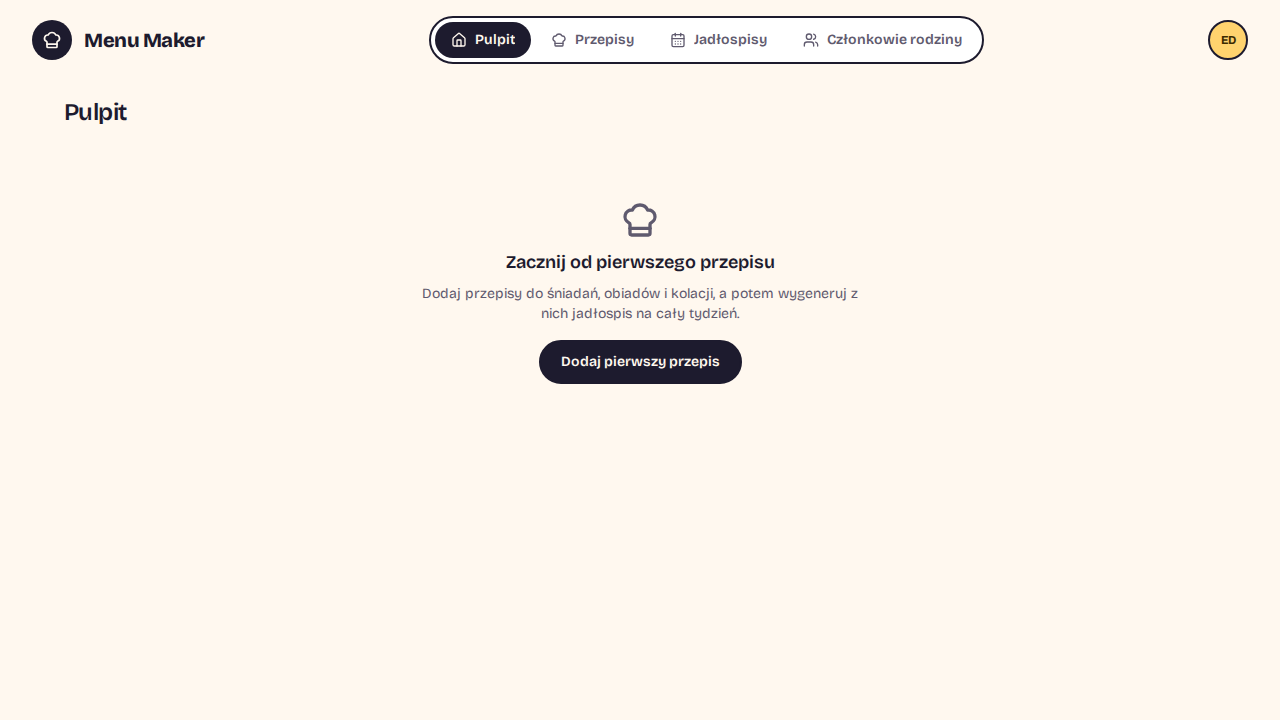 Menu Maker
Pulpit
Przepisy
Jadłospisy
Członkowie rodziny
ED
Pulpit
Zacznij od pierwszego przepisu
Dodaj przepisy do śniadań, obiadów i kolacji, a potem wygeneruj z
nich jadłospis na cały tydzień.
Dodaj pierwszy przepis